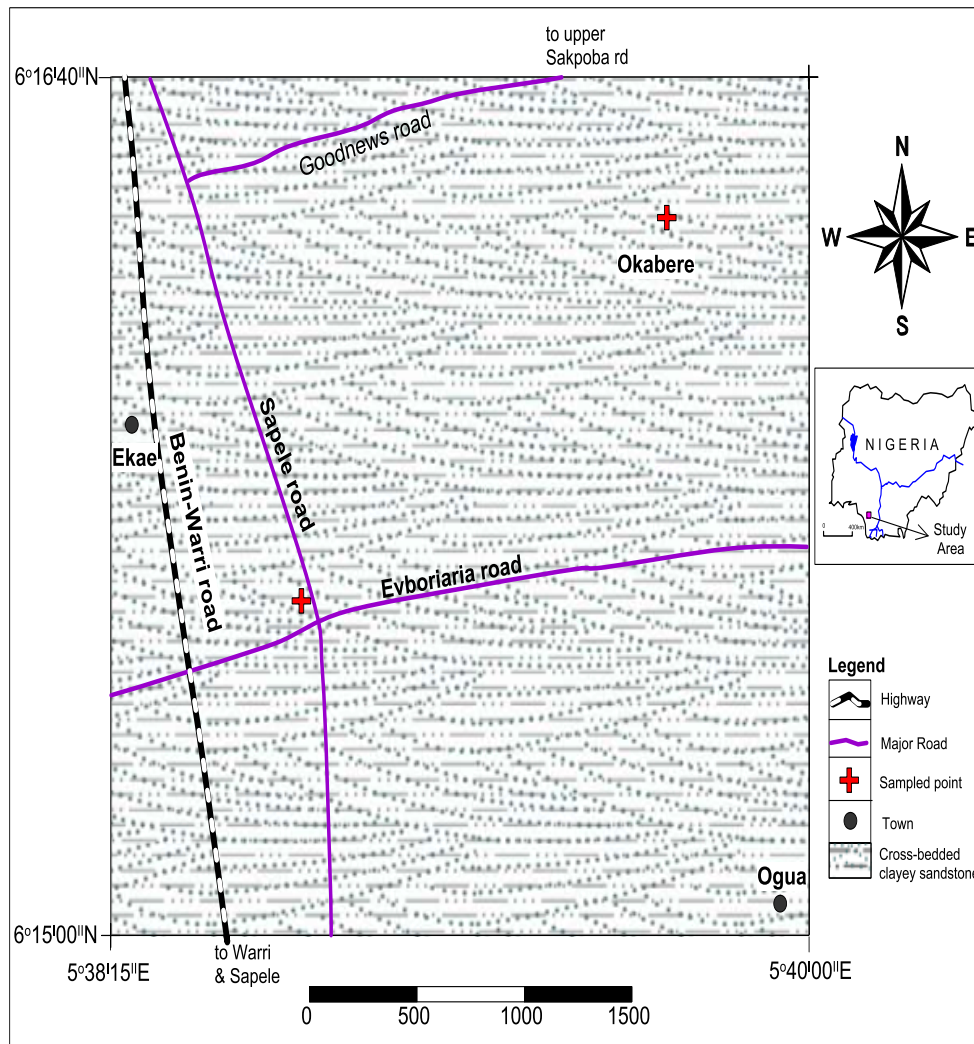 to upper
Sakpoba rd
6°16'40"N
Goodnews road
N
W
E
S
Okabere
Sapele road
Ekae
Benin-Warri road
NIGERIA
0
400km
Study
Area
Evboriaria road
Legend
Highway
Major Road
Sampled point
Town
Cross-bedded
clayey sandstone
Ogua
6°15'00"N
to Warri
& Sapele
5°38'15"E
5°40'00"E
0
500
1000
1500